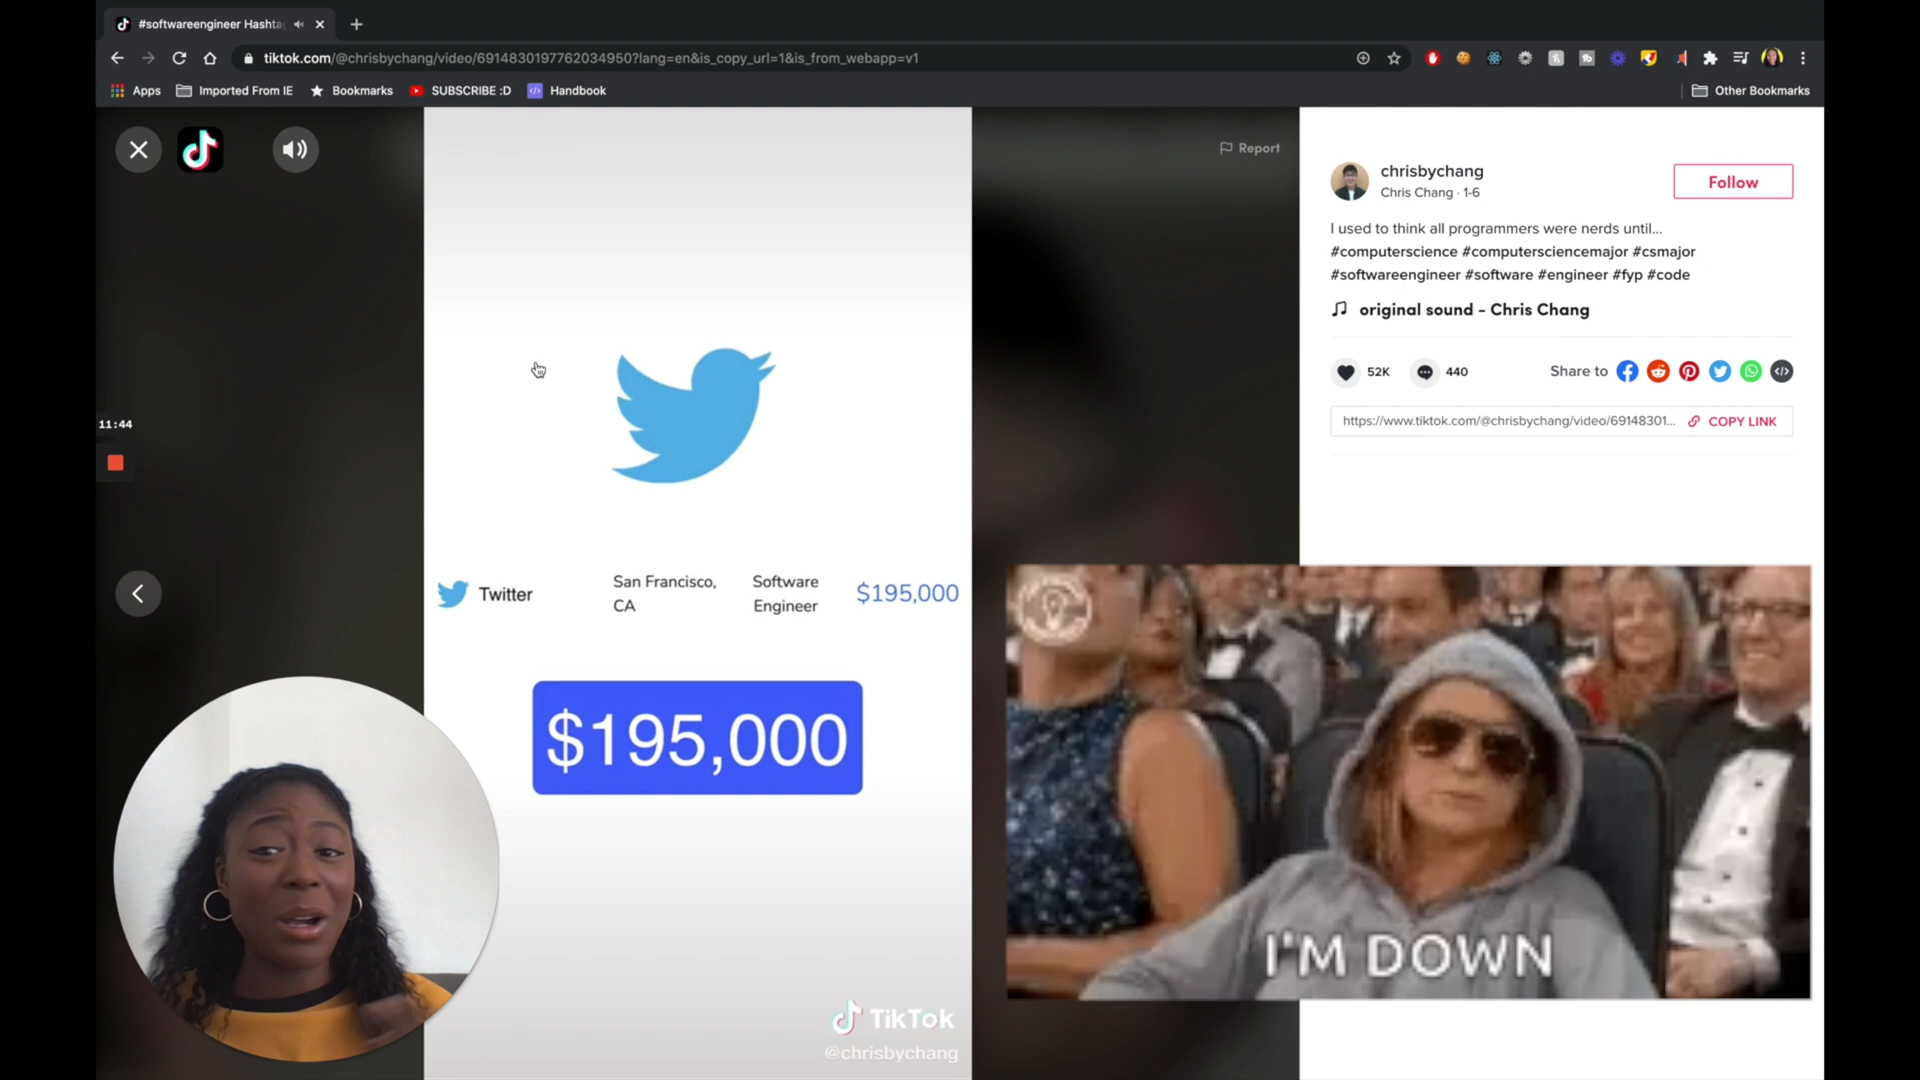 #softwareengineer Hashta
tiktok.com/@chrisbychang/video/6914830197762034950?lang=en&is_copy_url=1&is_from_webapp=v1
Apps
Imported From IE
Bookmarks
SUBSCRIBE :D
Handbook
Other Bookmarks
Report
chrisbychang
Chris Chang · 1-6
Follow
I used to think all programmers were nerds until...
#computerscience #computersciencemajor #csmajor
#softwareengineer #software #engineer #fyp #code
original sound - Chris Chang
52K
440
Share to
https://www.tiktok.com/@chrisbychang/video/69148301...
COPY LINK
11:44
Twitter
San Francisco,
CA
Software
Engineer
$195,000
$195,000
I'M DOWN
TikTok
@chrisbychang